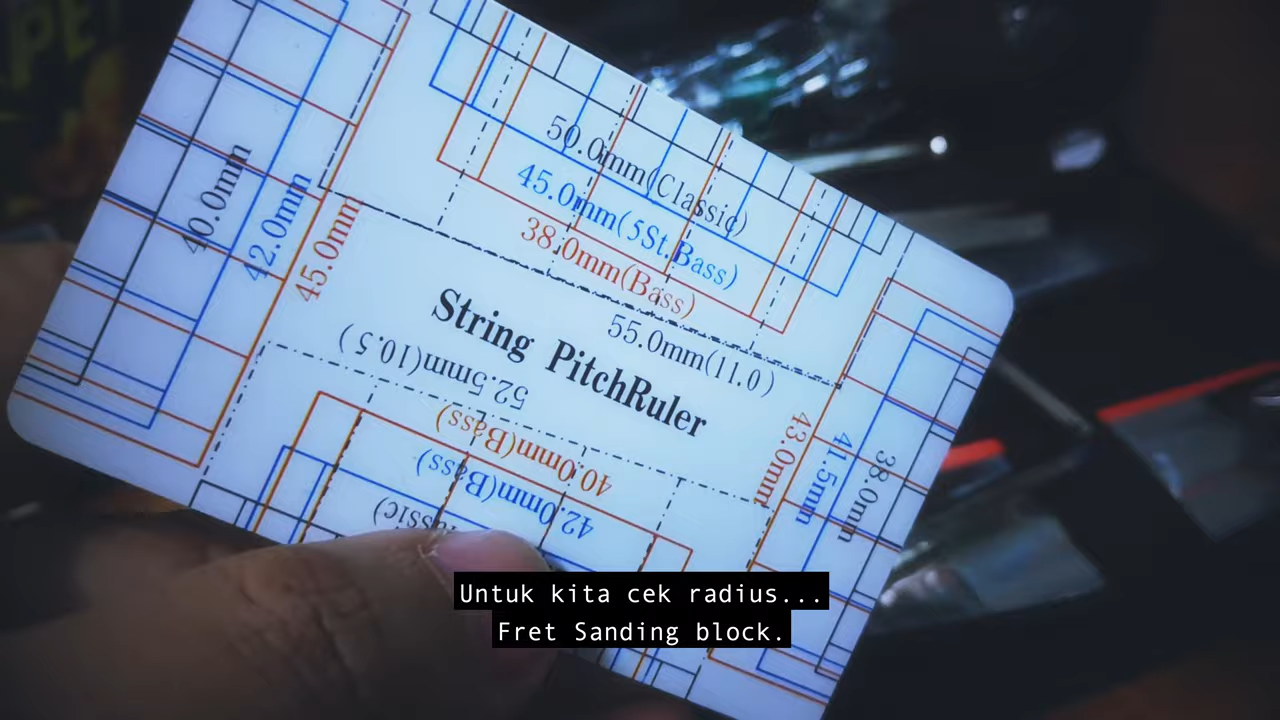 50.0mm(Classic)
45.0mm(5St.Bass)
38.0mm(Bass)
55.0mm(11.0)
String PitchRuler
52.5mm(10.5)
40.0mm(Bass)
42.0mm(Bass)
40.0mm
42.0mm
45.0mm
43.0mm
41.5mm
38.0mm
Untuk kita cek radius...
Fret Sanding block.